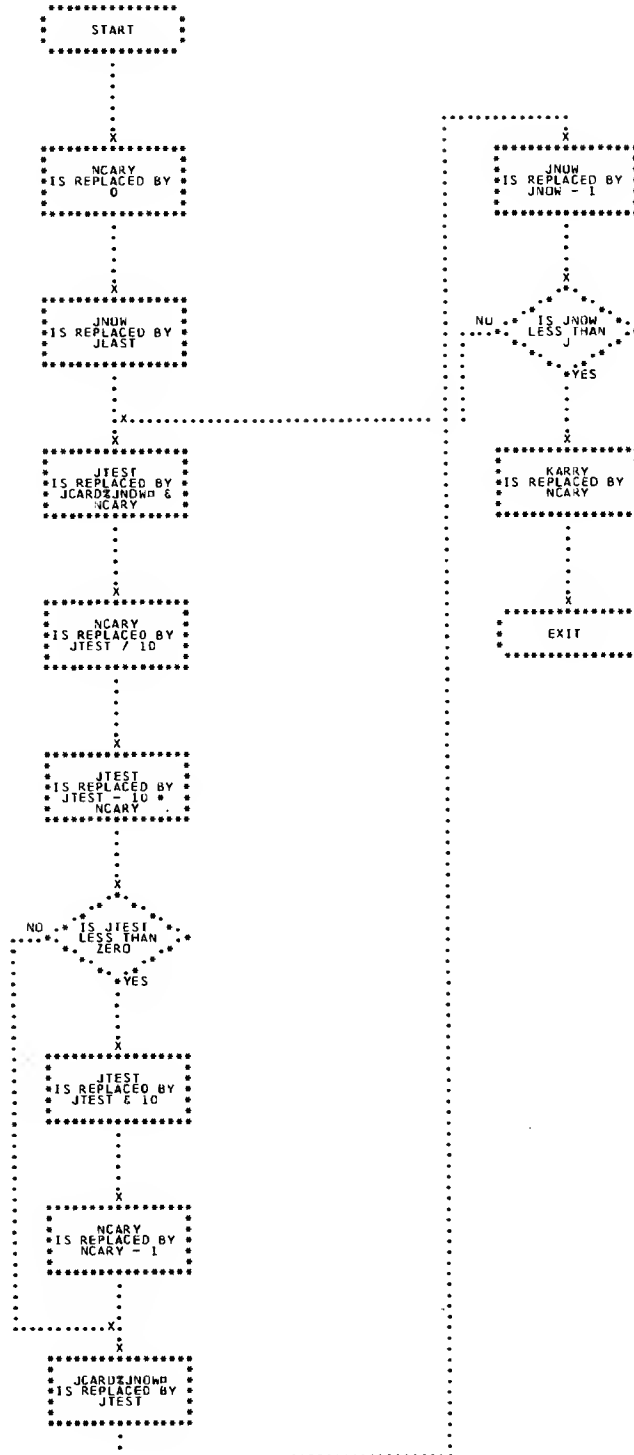 START
NCARY
IS REPLACED BY
0
JNOW
IS REPLACED BY
JLAST
JTEST
IS REPLACED BY
JCARD%JNOW¤ &
NCARY
NCARY
IS REPLACED BY
JTEST / 10
JTEST
IS REPLACED BY
JTEST - 10 *
NCARY
NO
IS JTEST
LESS THAN
ZERO
YES
JTEST
IS REPLACED BY
JTEST & 10
NCARY
IS REPLACED BY
NCARY - 1
JCARD%JNOW¤
IS REPLACED BY
JTEST
JNOW
IS REPLACED BY
JNOW - 1
NO
IS JNOW
LESS THAN
J
YES
KARRY
IS REPLACED BY
NCARY
EXIT